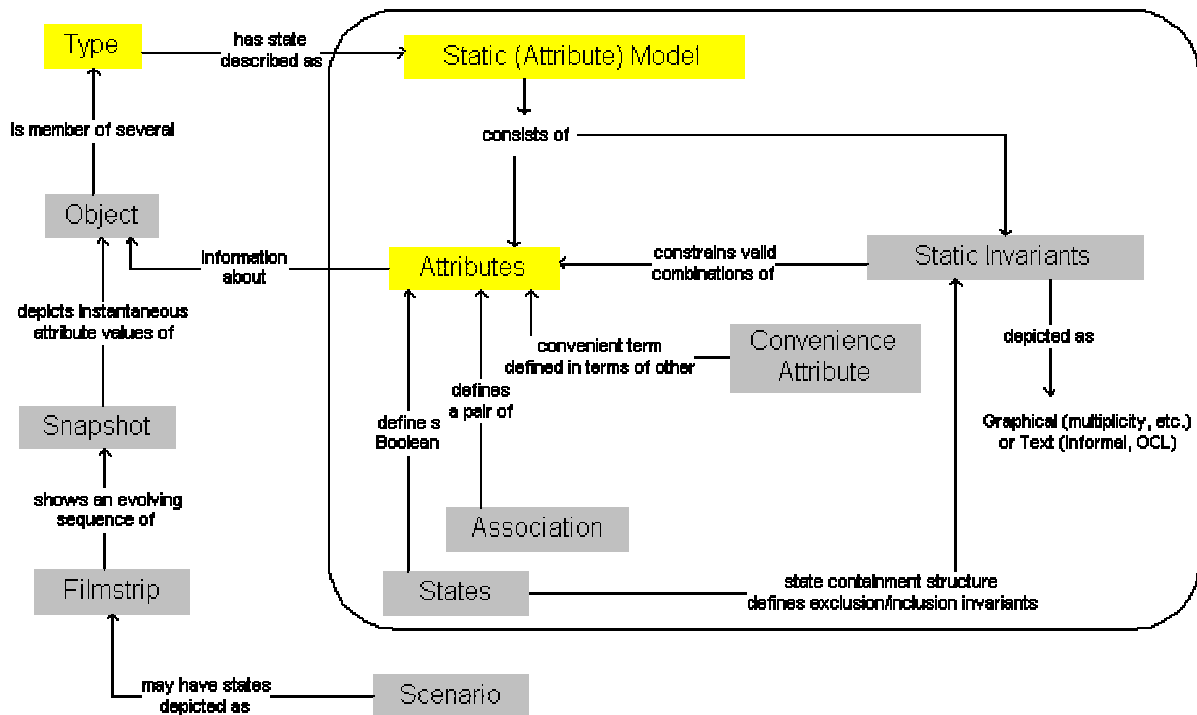 Type
has state
described as
Static (Attribute) Model
is member of several
consists of
Object
information
about
Attributes
constrains valid
combinations of
Static Invariants
depicts instantaneous
attribute values of
convenient term
defined in terms of other
Convenience
Attribute
depicted as
defines
a pair of
define s
Boolean
Graphical (multiplicity, etc.)
or Text (informal, OCL)
Snapshot
shows an evolving
sequence of
Association
Filmstrip
States
state containment structure
defines exclusion/inclusion invariants
may have states
depicted as
Scenario